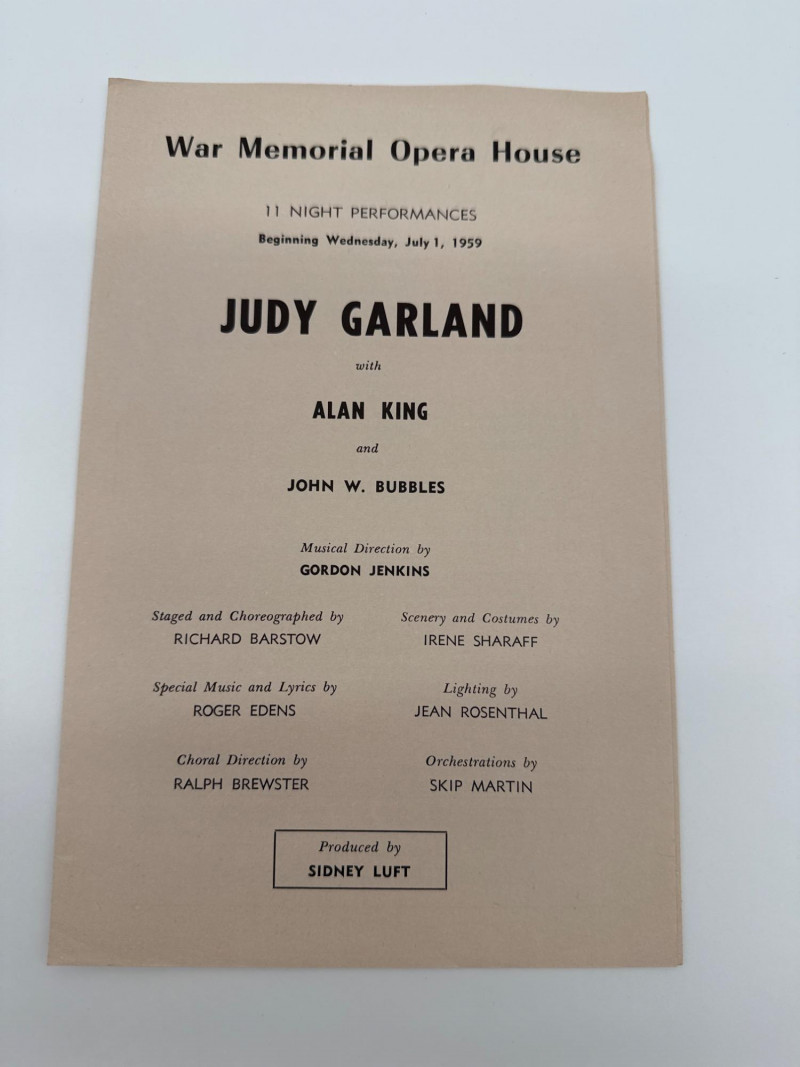 War Memorial Opera House
11 NIGHT PERFORMANCES
Beginning Wednesday, July 1, 1959
JUDY GARLAND
with
ALAN KING
and
JOHN W. BUBBLES
Musical Direction by
GORDON JENKINS
Staged and Choreographed by
RICHARD BARSTOW
Scenery and Costumes by
IRENE SHARAFF
Special Music and Lyrics by
ROGER EDENS
Lighting by
JEAN ROSENTHAL
Choral Direction by
RALPH BREWSTER
Orchestrations by
SKIP MARTIN
Produced by
SIDNEY LUFT